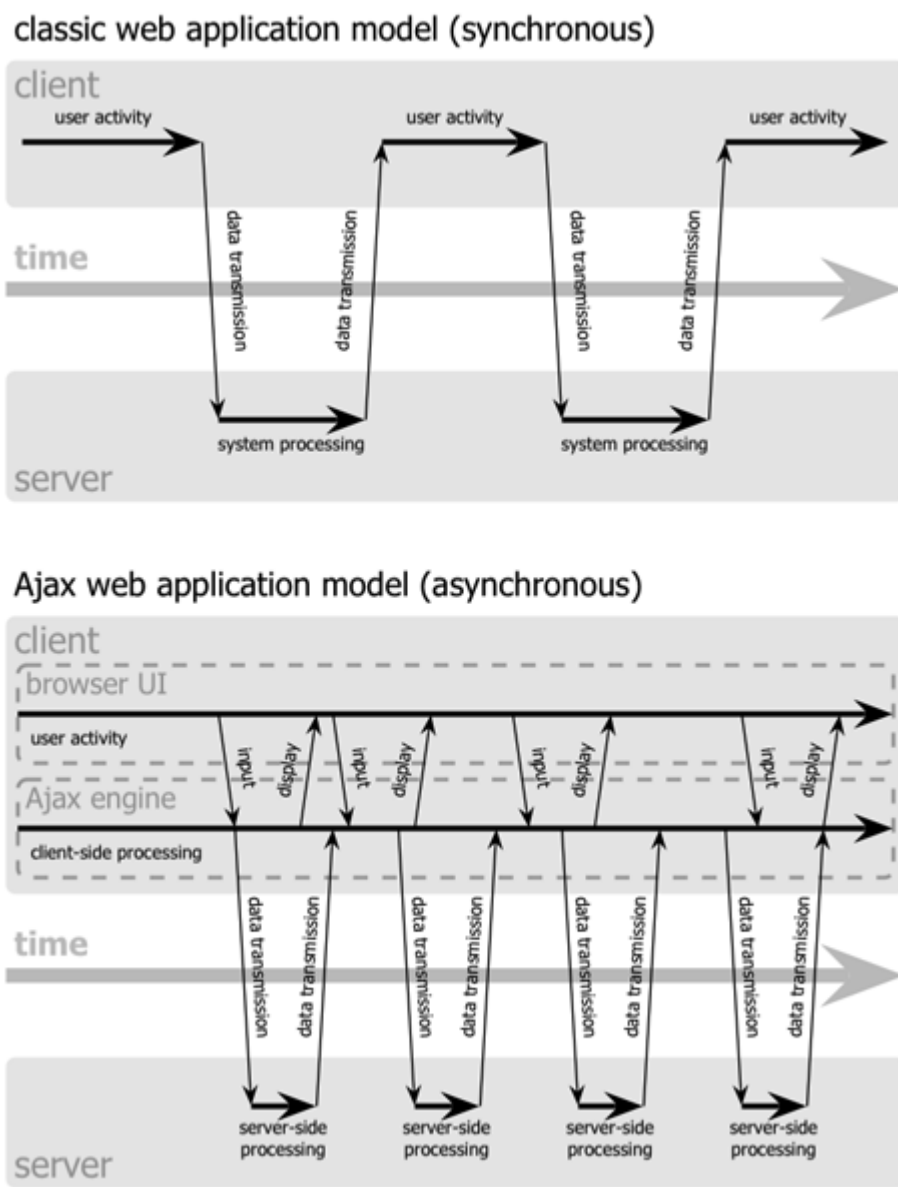 classic web application model (synchronous)
client
user activity
user activity
user activity
data transmission
data transmission
data transmission
data transmission
time
system processing
system processing
server
Ajax web application model (asynchronous)
client
browser UI
user activity
input
display
input
display
input
display
input
display
Ajax engine
client-side processing
data transmission
data transmission
data transmission
data transmission
data transmission
data transmission
data transmission
data transmission
time
server-side
processing
server-side
processing
server-side
processing
server-side
processing
server